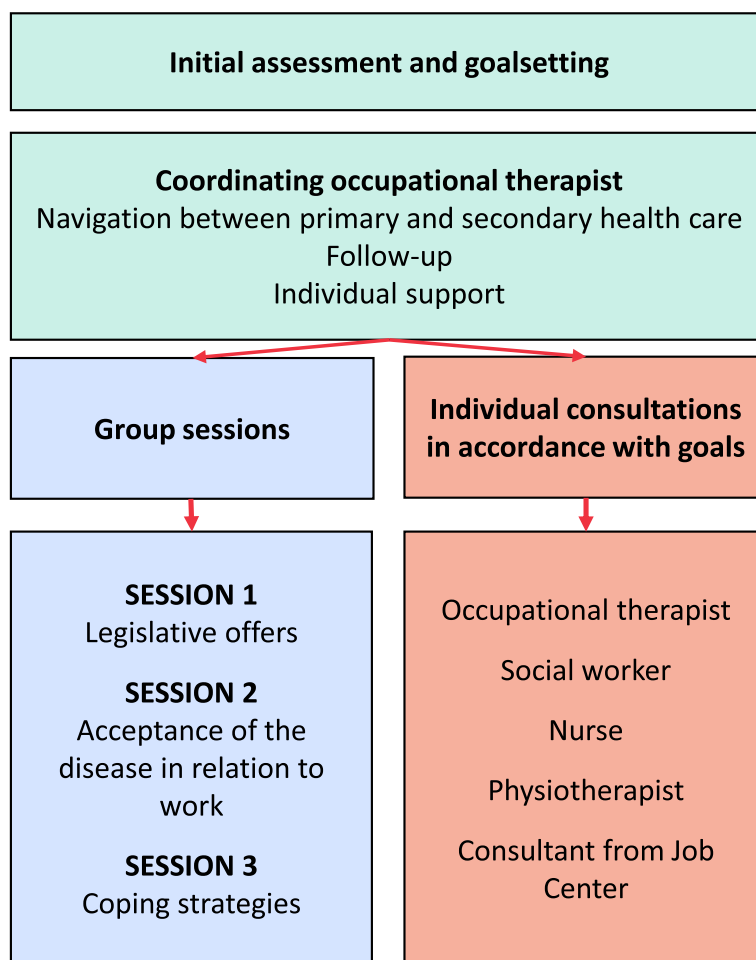 Initial assessment and goalsetting
Coordinating occupational therapist
Navigation between primary and secondary health care
Follow-up
Individual support
Group sessions
Individual consultations
in accordance with goals
SESSION 1
Legislative offers
SESSION 2
Acceptance of the
disease in relation to
work
SESSION 3
Coping strategies
Occupational therapist
Social worker
Nurse
Physiotherapist
Consultant from Job
Center